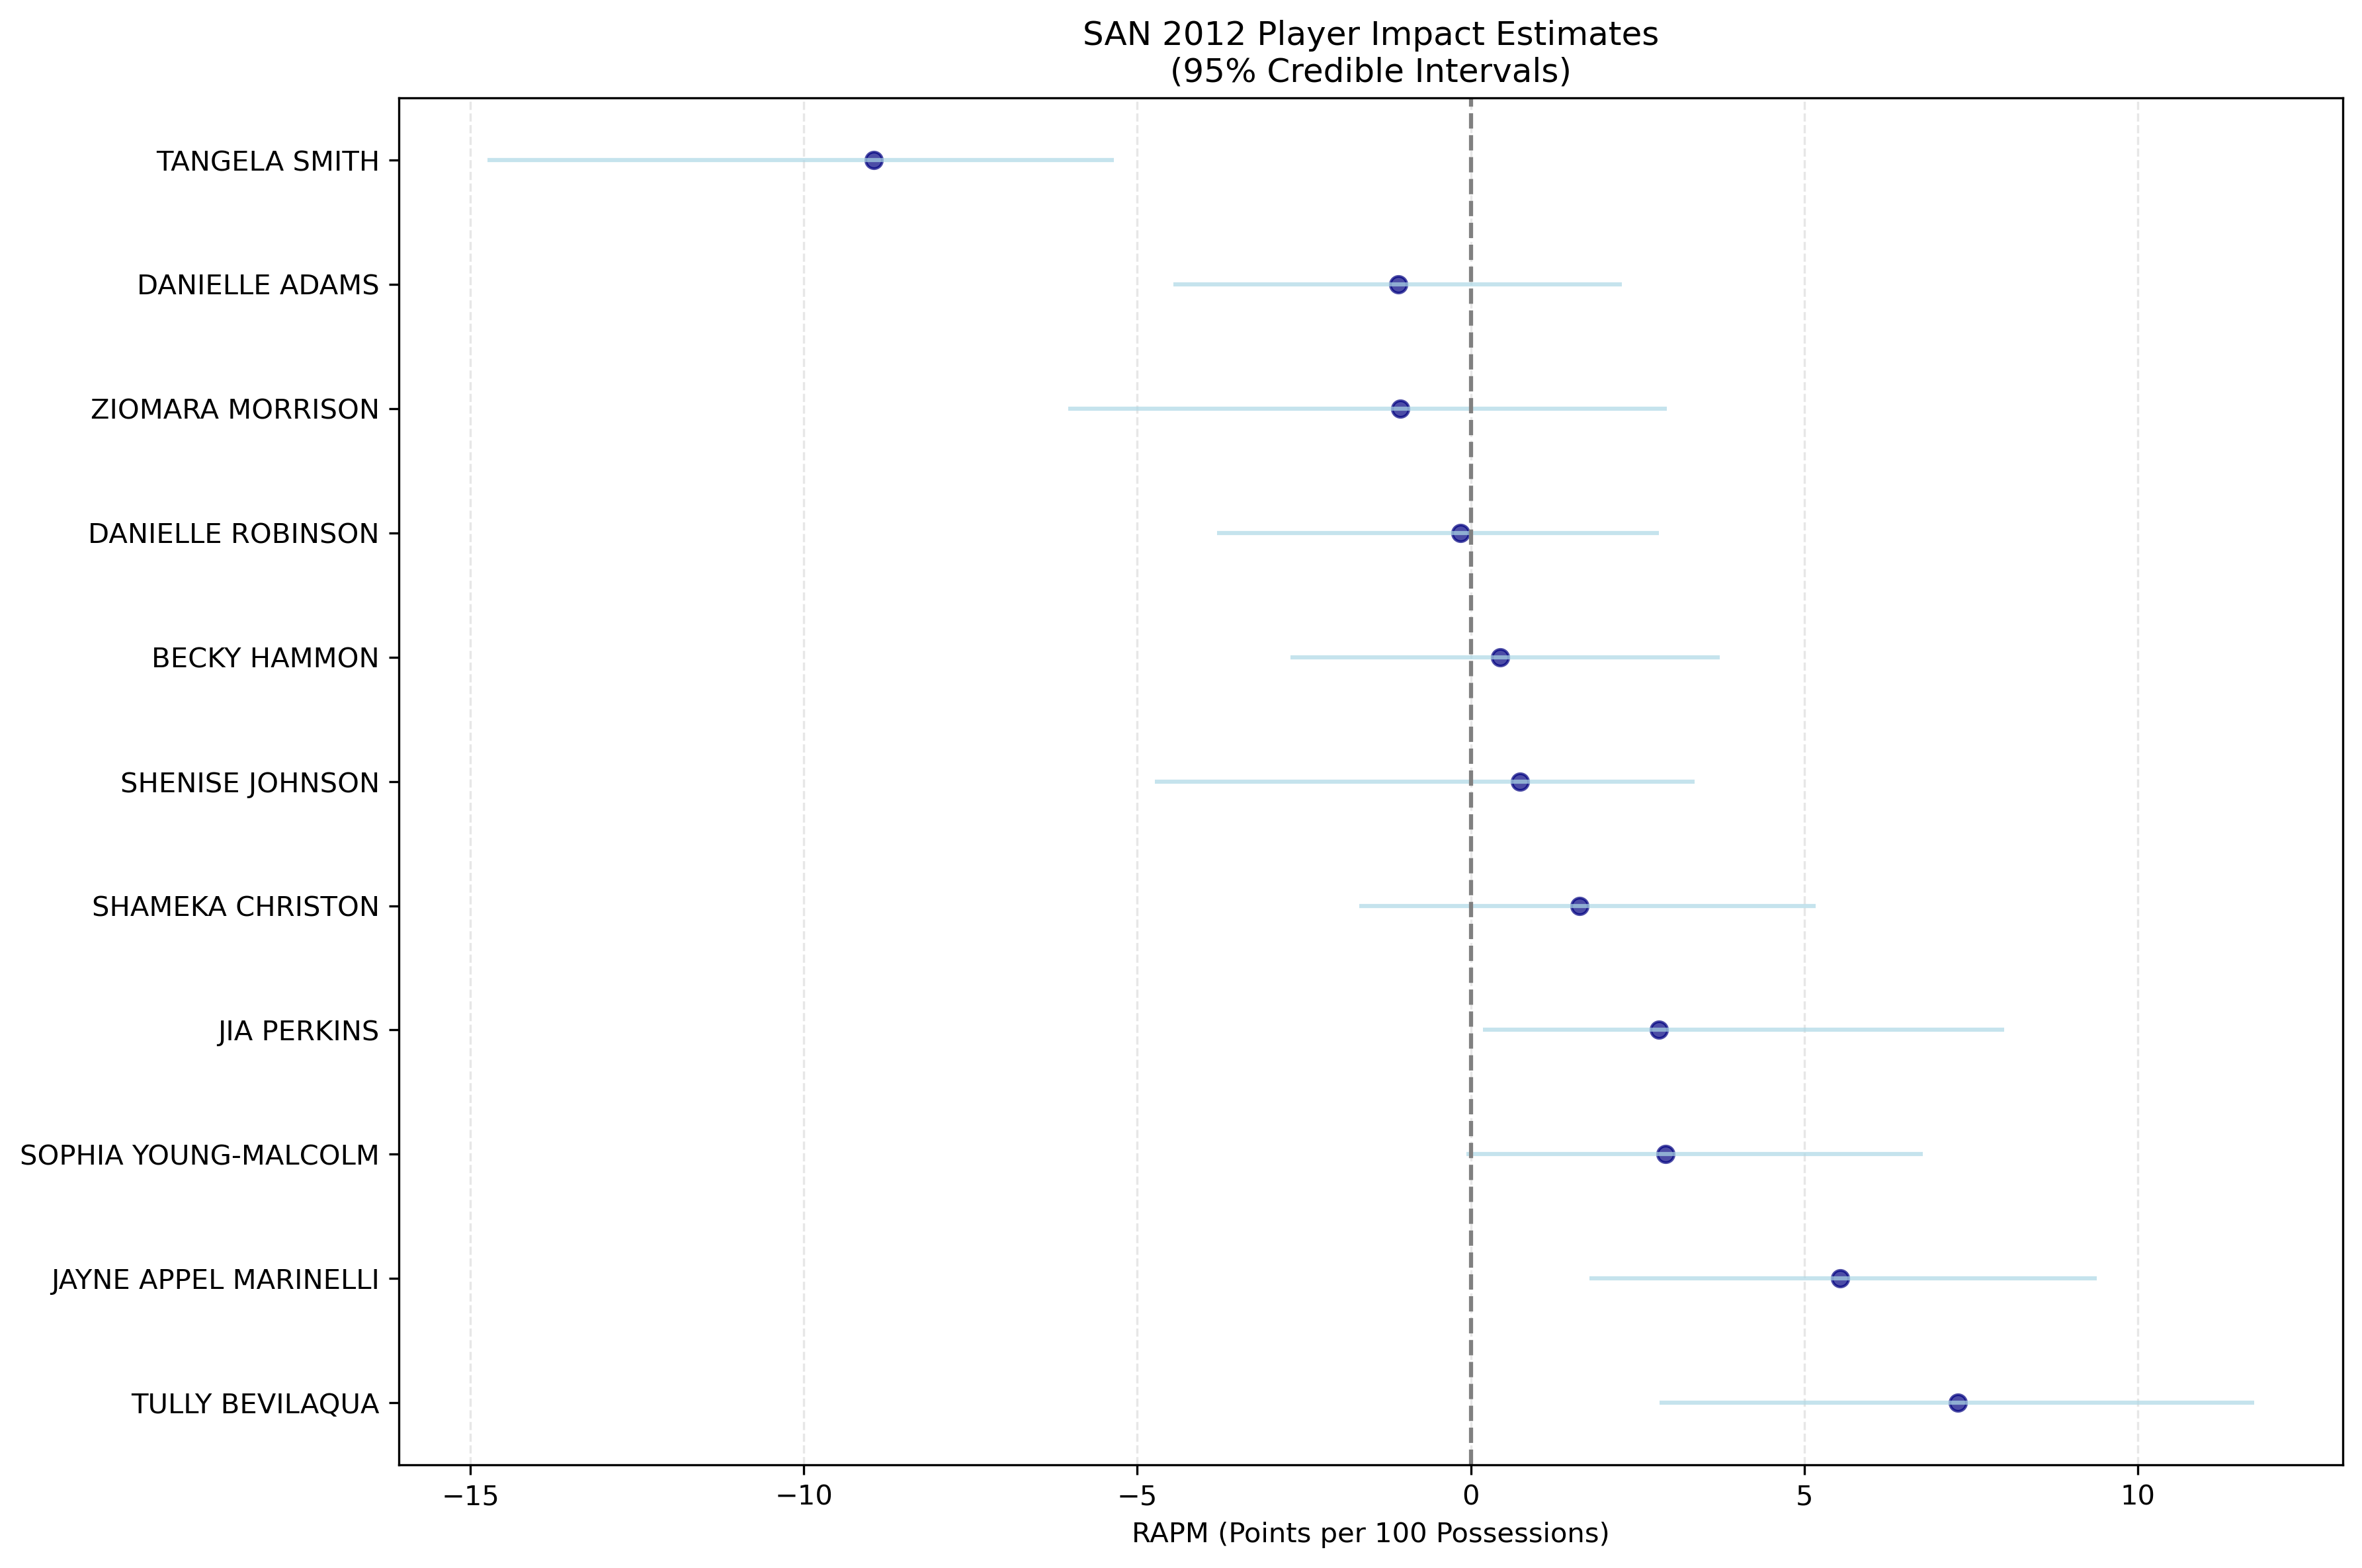 SAN 2012 Player Impact Estimates
(95% Credible Intervals)
TANGELA SMITH
DANIELLE ADAMS
ZIOMARA MORRISON
DANIELLE ROBINSON
BECKY HAMMON
SHENISE JOHNSON
SHAMEKA CHRISTON
JIA PERKINS
SOPHIA YOUNG-MALCOLM
JAYNE APPEL MARINELLI
TULLY BEVILAQUA
−15 −10 −5 0 5 10
RAPM (Points per 100 Possessions)